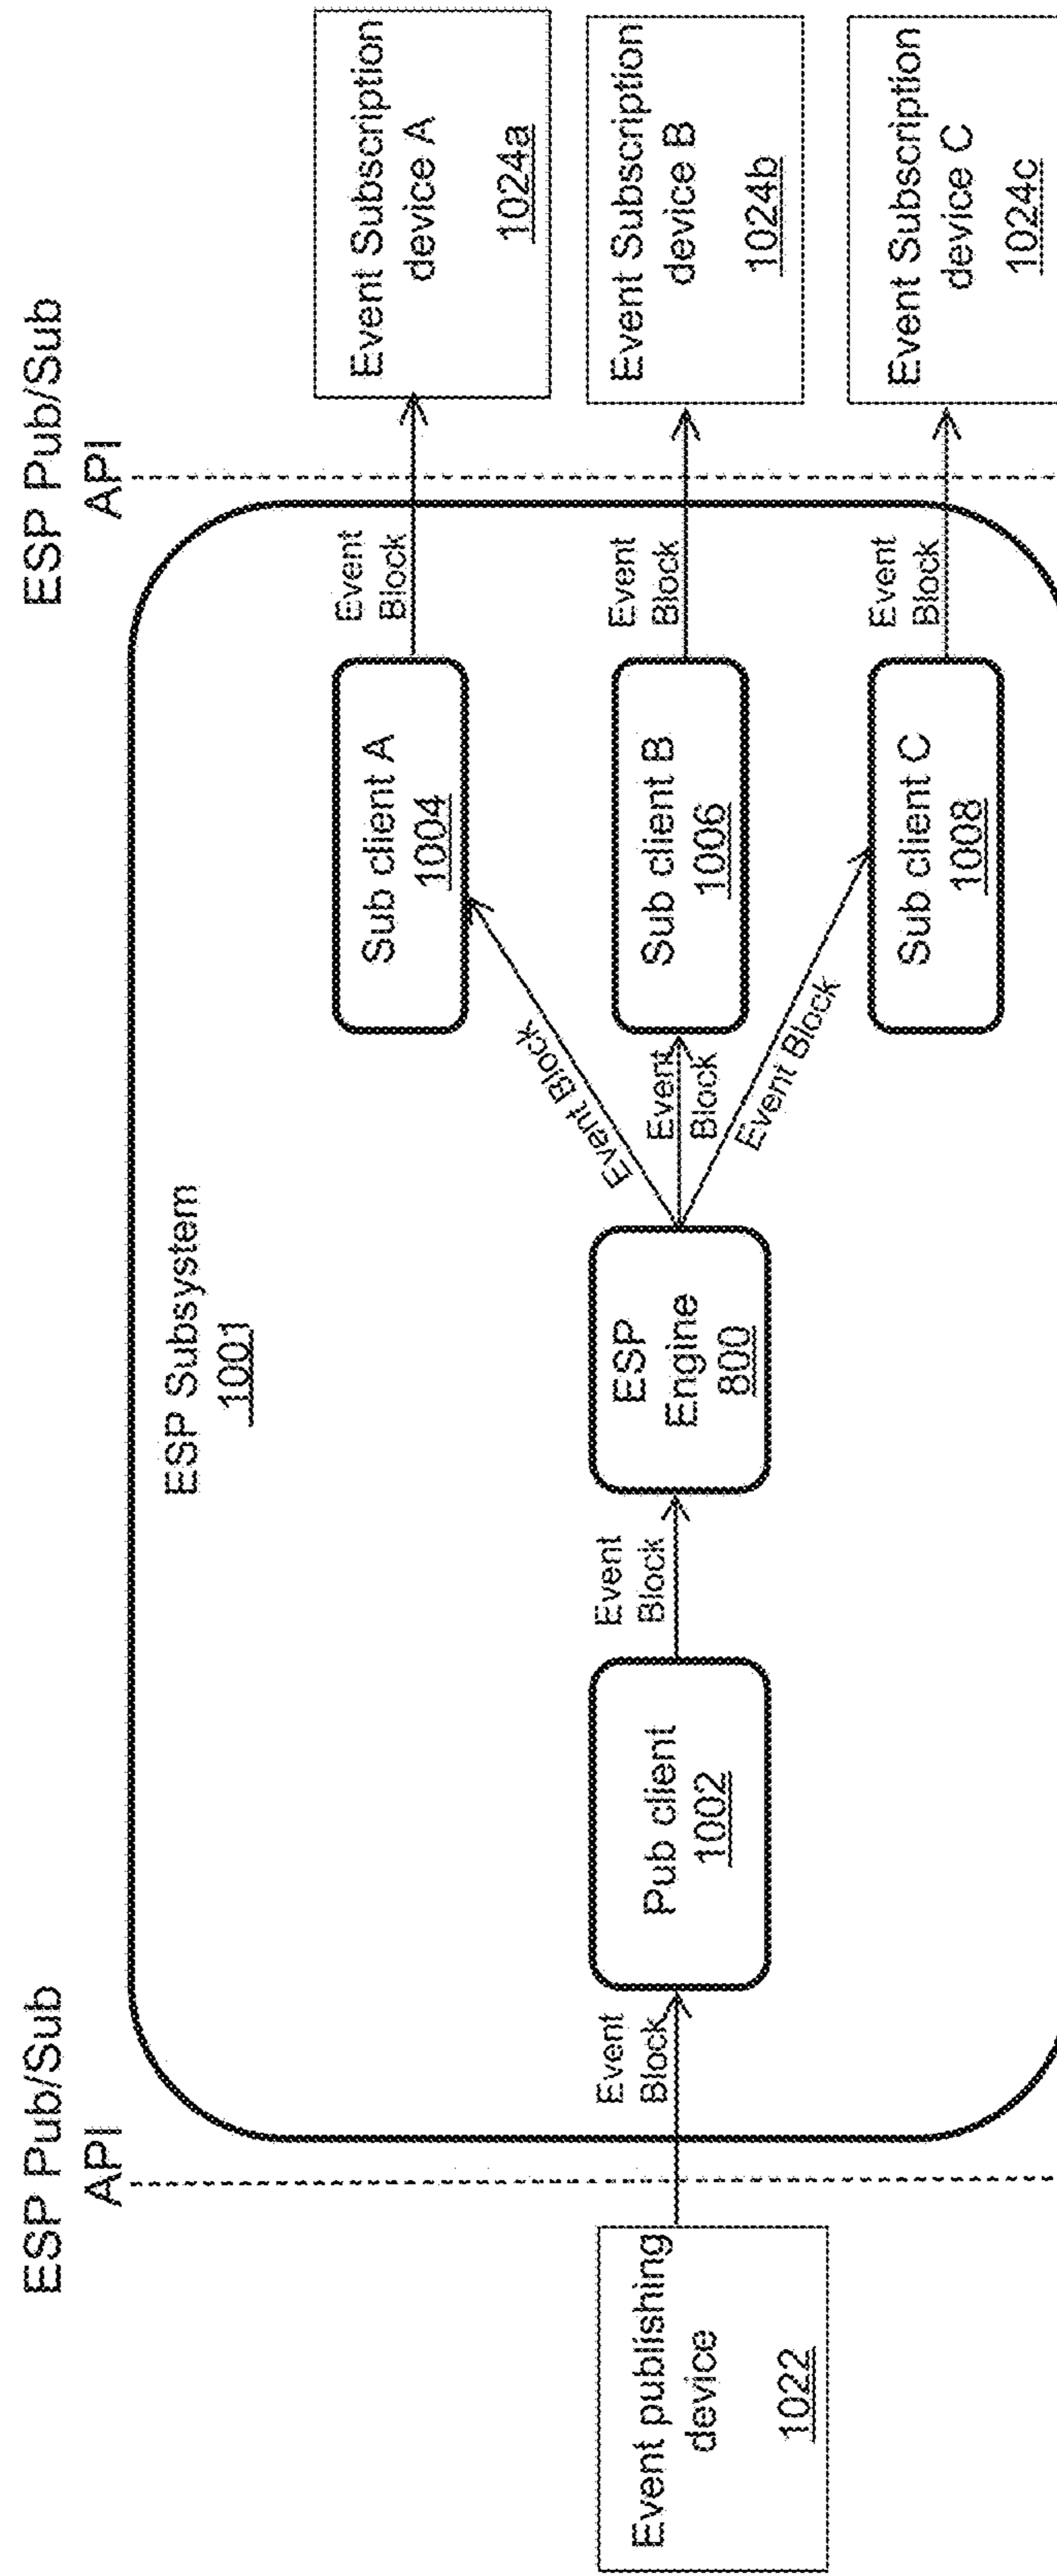 ESP Pub/Sub
API
ESP Pub/Sub
API
ESP Subsystem
1001
Event publishing
device
1022
Event
Block
Pub client
1002
Event
Block
ESP
Engine
800
Event Block
Event
Block
Event Block
Sub client A
1004
Sub client B
1006
Sub client C
1008
Event
Block
Event
Block
Event
Block
Event Subscription
device A
1024a
Event Subscription
device B
1024b
Event Subscription
device C
1024c